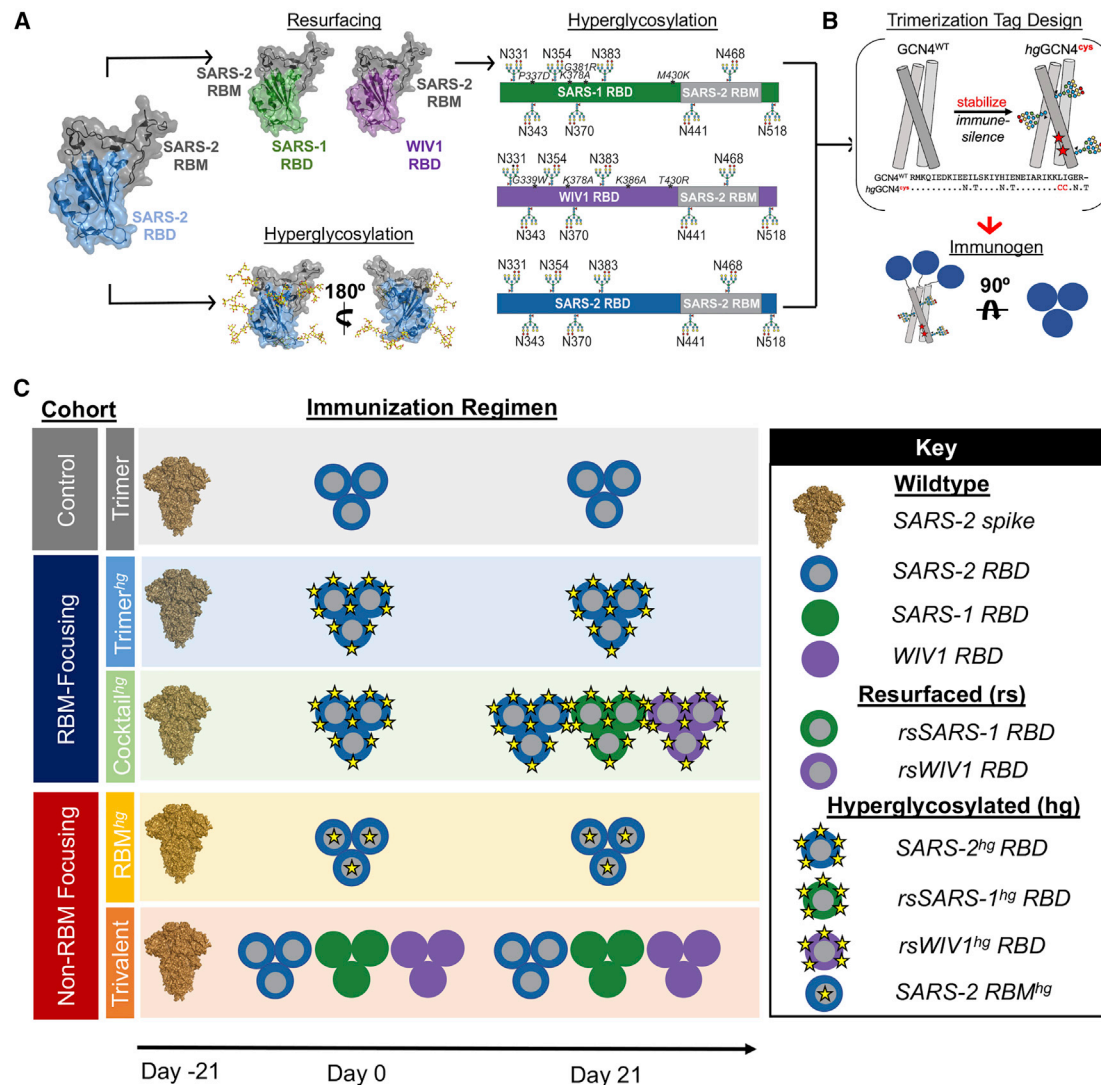 A
Resurfacing
SARS-2
RBM
SARS-2
RBD
SARS-2
RBM
SARS-1
RBD
SARS-2
RBM
WIV1
RBD
Hyperglycosylation
180º
Hyperglycosylation
N331 N354 N383 N468
P337D K378A G381R M430K
SARS-1 RBD SARS-2 RBM
N343 N370 N441 N518
N331 N354 N383 N468
G339W K378A K386A T430R
WIV1 RBD SARS-2 RBM
N343 N370 N441 N518
N331 N354 N383 N468
SARS-2 RBD SARS-2 RBM
N343 N370 N441 N518
B
Trimerization Tag Design
GCN4WT hgGCN4cys
stabilize
immune-
silence
GCN4WT RMKQIEDKIEEILSKIYHIENEIARIKKLIGER-
hgGCN4cys ............N.T....N.T.......CC.N.T
Immunogen
90º
C
Cohort
Immunization Regimen
Control
Trimer
RBM-Focusing
Trimerhg
Cocktailhg
Non-RBM Focusing
RBMhg
Trivalent
Day -21 Day 0 Day 21
Key
Wildtype
SARS-2 spike
SARS-2 RBD
SARS-1 RBD
WIV1 RBD
Resurfaced (rs)
rsSARS-1 RBD
rsWIV1 RBD
Hyperglycosylated (hg)
SARS-2hg RBD
rsSARS-1hg RBD
rsWIV1hg RBD
SARS-2 RBMhg